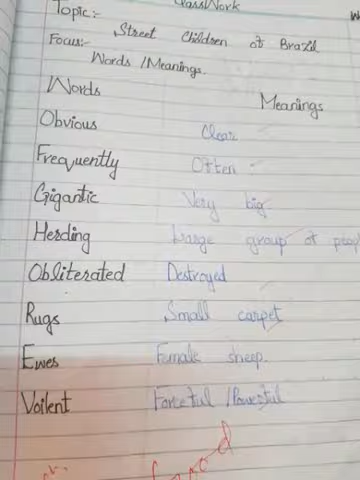 ClassWork
Topic:-
Focus:- Street Children of Brazil
Words /Meanings.
Words Meanings
Obvious Clear
Frequently Often
Gigantic Very big
Herding Large group of peop
Obliterated Destroyed
Rugs Small carpet
Ewes Female sheep.
Voilent Forceful /Powerful
Good